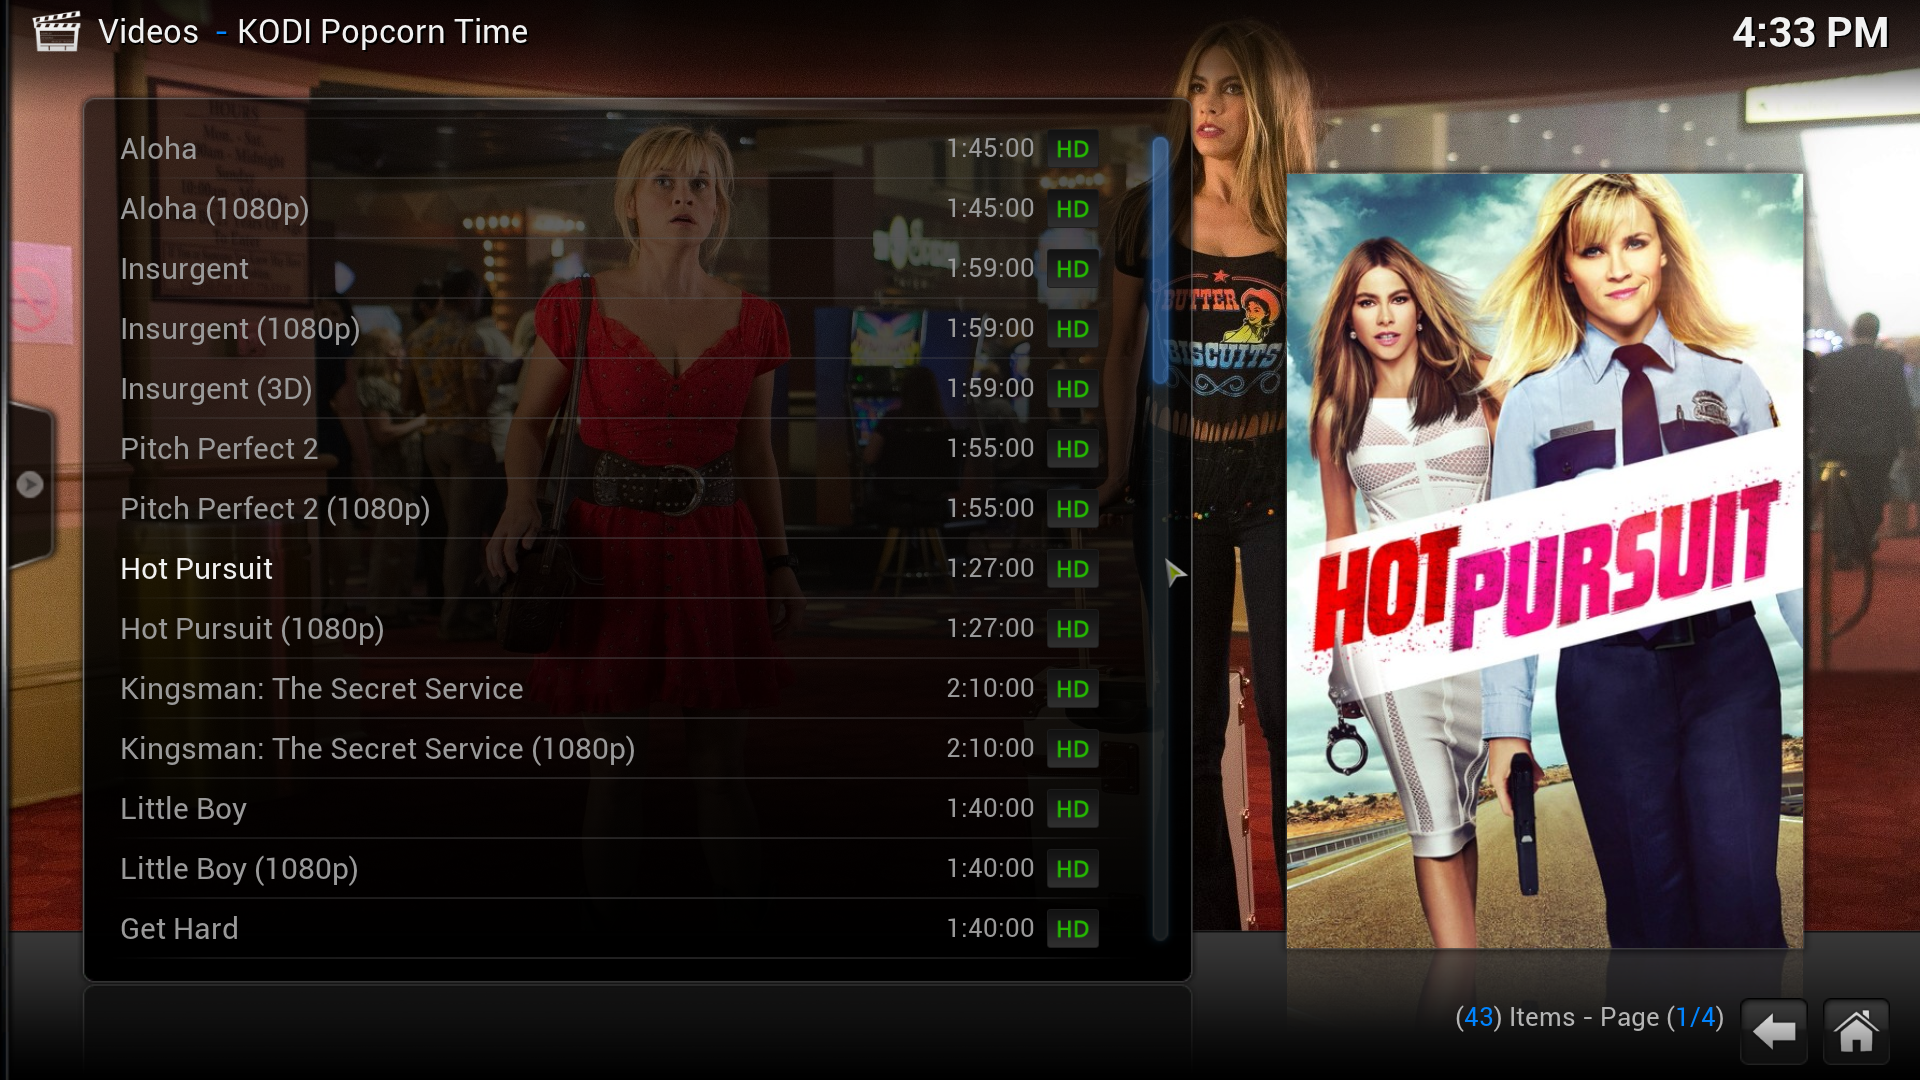 Videos - KODI Popcorn Time
4:33 PM
Aloha 1:45:00 HD
Aloha (1080p) 1:45:00 HD
Insurgent 1:59:00 HD
Insurgent (1080p) 1:59:00 HD
Insurgent (3D) 1:59:00 HD
Pitch Perfect 2 1:55:00 HD
Pitch Perfect 2 (1080p) 1:55:00 HD
Hot Pursuit 1:27:00 HD
Hot Pursuit (1080p) 1:27:00 HD
Kingsman: The Secret Service 2:10:00 HD
Kingsman: The Secret Service (1080p) 2:10:00 HD
Little Boy 1:40:00 HD
Little Boy (1080p) 1:40:00 HD
Get Hard 1:40:00 HD
HOURS
Mon. - Sat.
Midnight
Sunday
BUTTER
BISCUITS
HOT PURSUIT
(43) Items - Page (1/4)